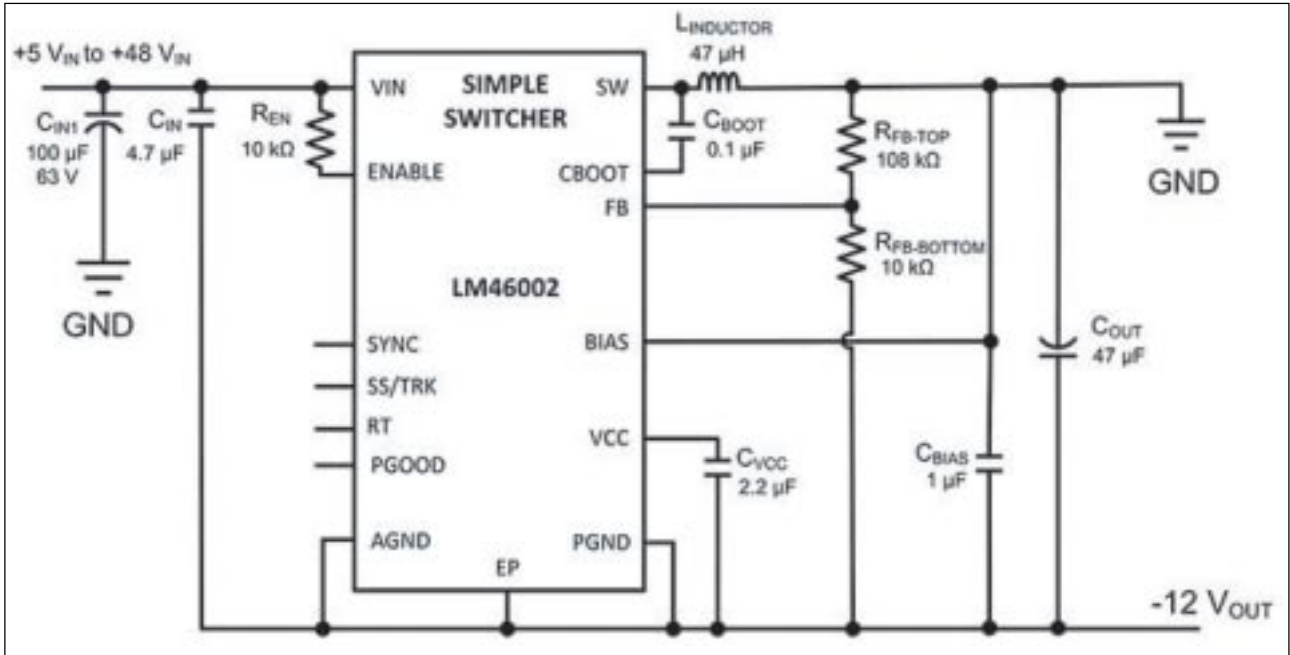 +5 VIN to +48 VIN
CIN1
100 µF
63 V
GND
CIN
4.7 µF
REN
10 kΩ
VIN
SIMPLE
SWITCHER
SW
ENABLE
CBOOT
FB
LM46002
SYNC
BIAS
SS/TRK
RT
VCC
PGOOD
AGND
PGND
EP
LINDUCTOR
47 µH
CBOOT
0.1 µF
RFB-TOP
108 kΩ
RFB-BOTTOM
10 kΩ
GND
COUT
47 µF
CVCC
2.2 µF
CBIAS
1 µF
-12 VOUT